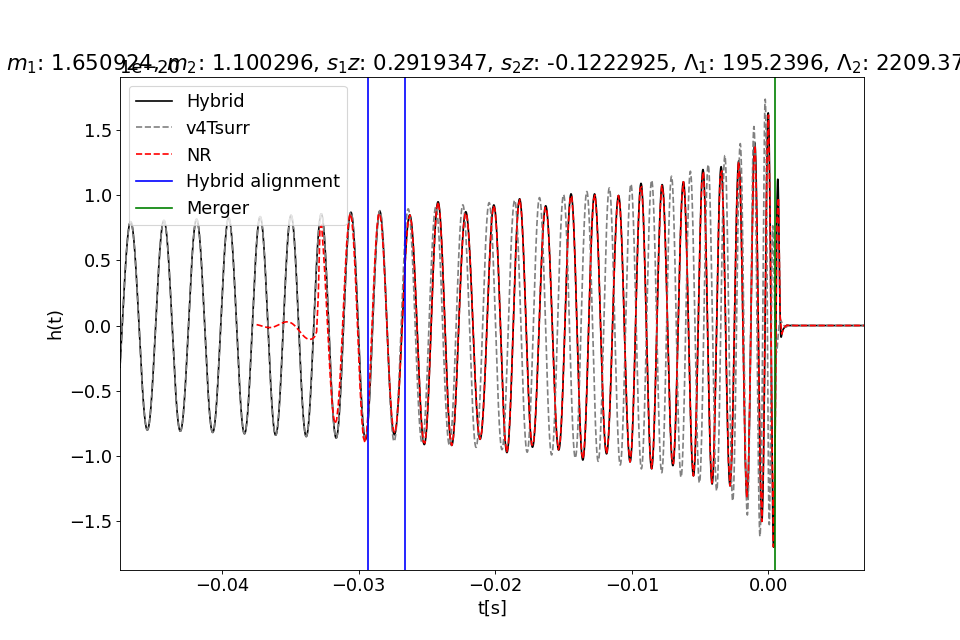 m₁: 1.650924, m₂: 1.100296, s₁z: 0.2919347, s₂z: -0.1222925, Λ₁: 195.2396, Λ₂: 2209.37
1e−20
Hybrid
v4Tsurr
NR
Hybrid alignment
Merger
1.5
1.0
0.5
0.0
−0.5
−1.0
−1.5
h(t)
−0.04
−0.03
−0.02
−0.01
0.00
t[s]